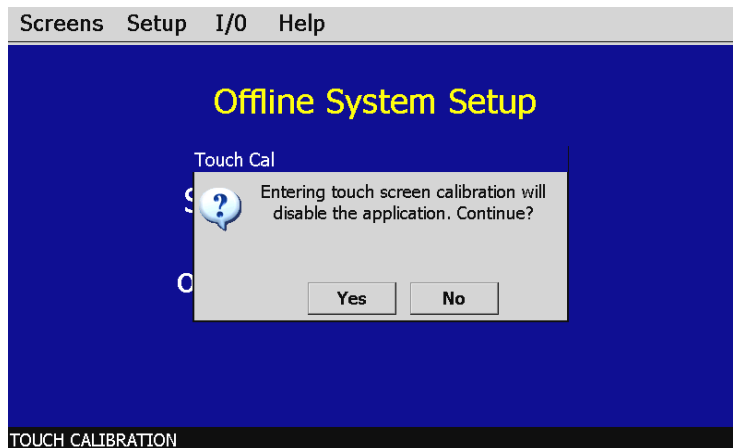 Screens Setup I/0 Help
Offline System Setup
Touch Cal
Entering touch screen calibration will
disable the application. Continue?
Yes No
TOUCH CALIBRATION